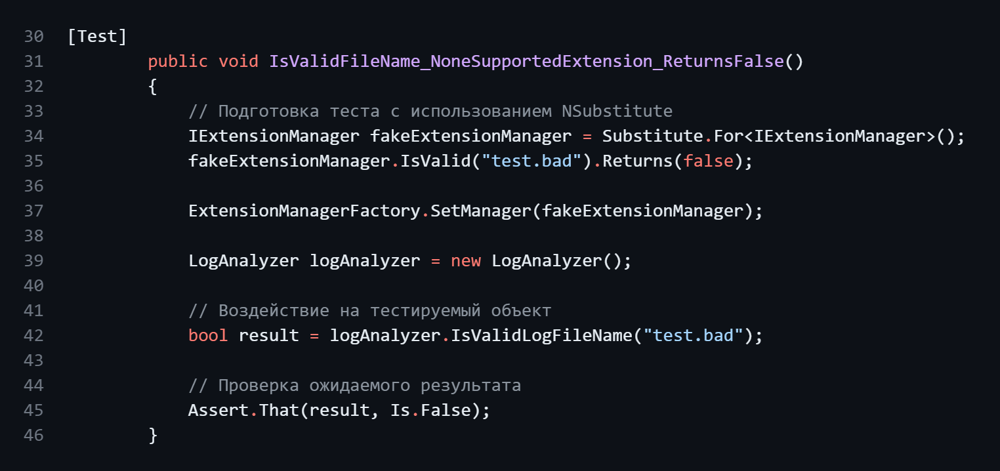 30 [Test]
31 public void IsValidFileName_NoneSupportedExtension_ReturnsFalse()
32 {
33 // Подготовка теста с использованием NSubstitute
34 IExtensionManager fakeExtensionManager = Substitute.For<IExtensionManager>();
35 fakeExtensionManager.IsValid("test.bad").Returns(false);
36
37 ExtensionManagerFactory.SetManager(fakeExtensionManager);
38
39 LogAnalyzer logAnalyzer = new LogAnalyzer();
40
41 // Воздействие на тестируемый объект
42 bool result = logAnalyzer.IsValidLogFileName("test.bad");
43
44 // Проверка ожидаемого результата
45 Assert.That(result, Is.False);
46 }